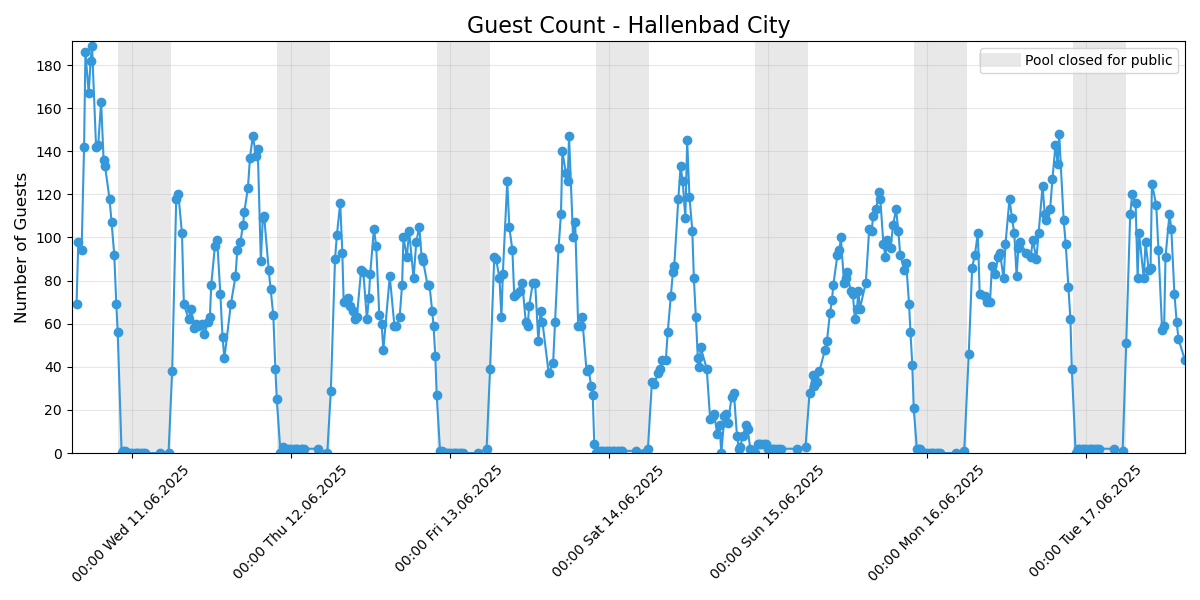 Guest Count - Hallenbad City
Pool closed for public
Number of Guests
180
160
140
120
100
80
60
40
20
0
00:00 Wed 11.06.2025
00:00 Thu 12.06.2025
00:00 Fri 13.06.2025
00:00 Sat 14.06.2025
00:00 Sun 15.06.2025
00:00 Mon 16.06.2025
00:00 Tue 17.06.2025